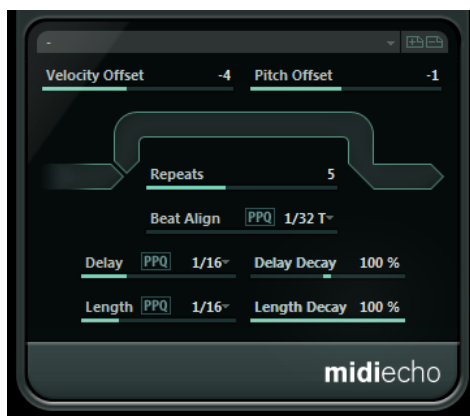 -
Velocity Offset -4 Pitch Offset -1
Repeats 5
Beat Align PPQ 1/32 T
Delay PPQ 1/16 Delay Decay 100 %
Length PPQ 1/16 Length Decay 100 %
midiecho